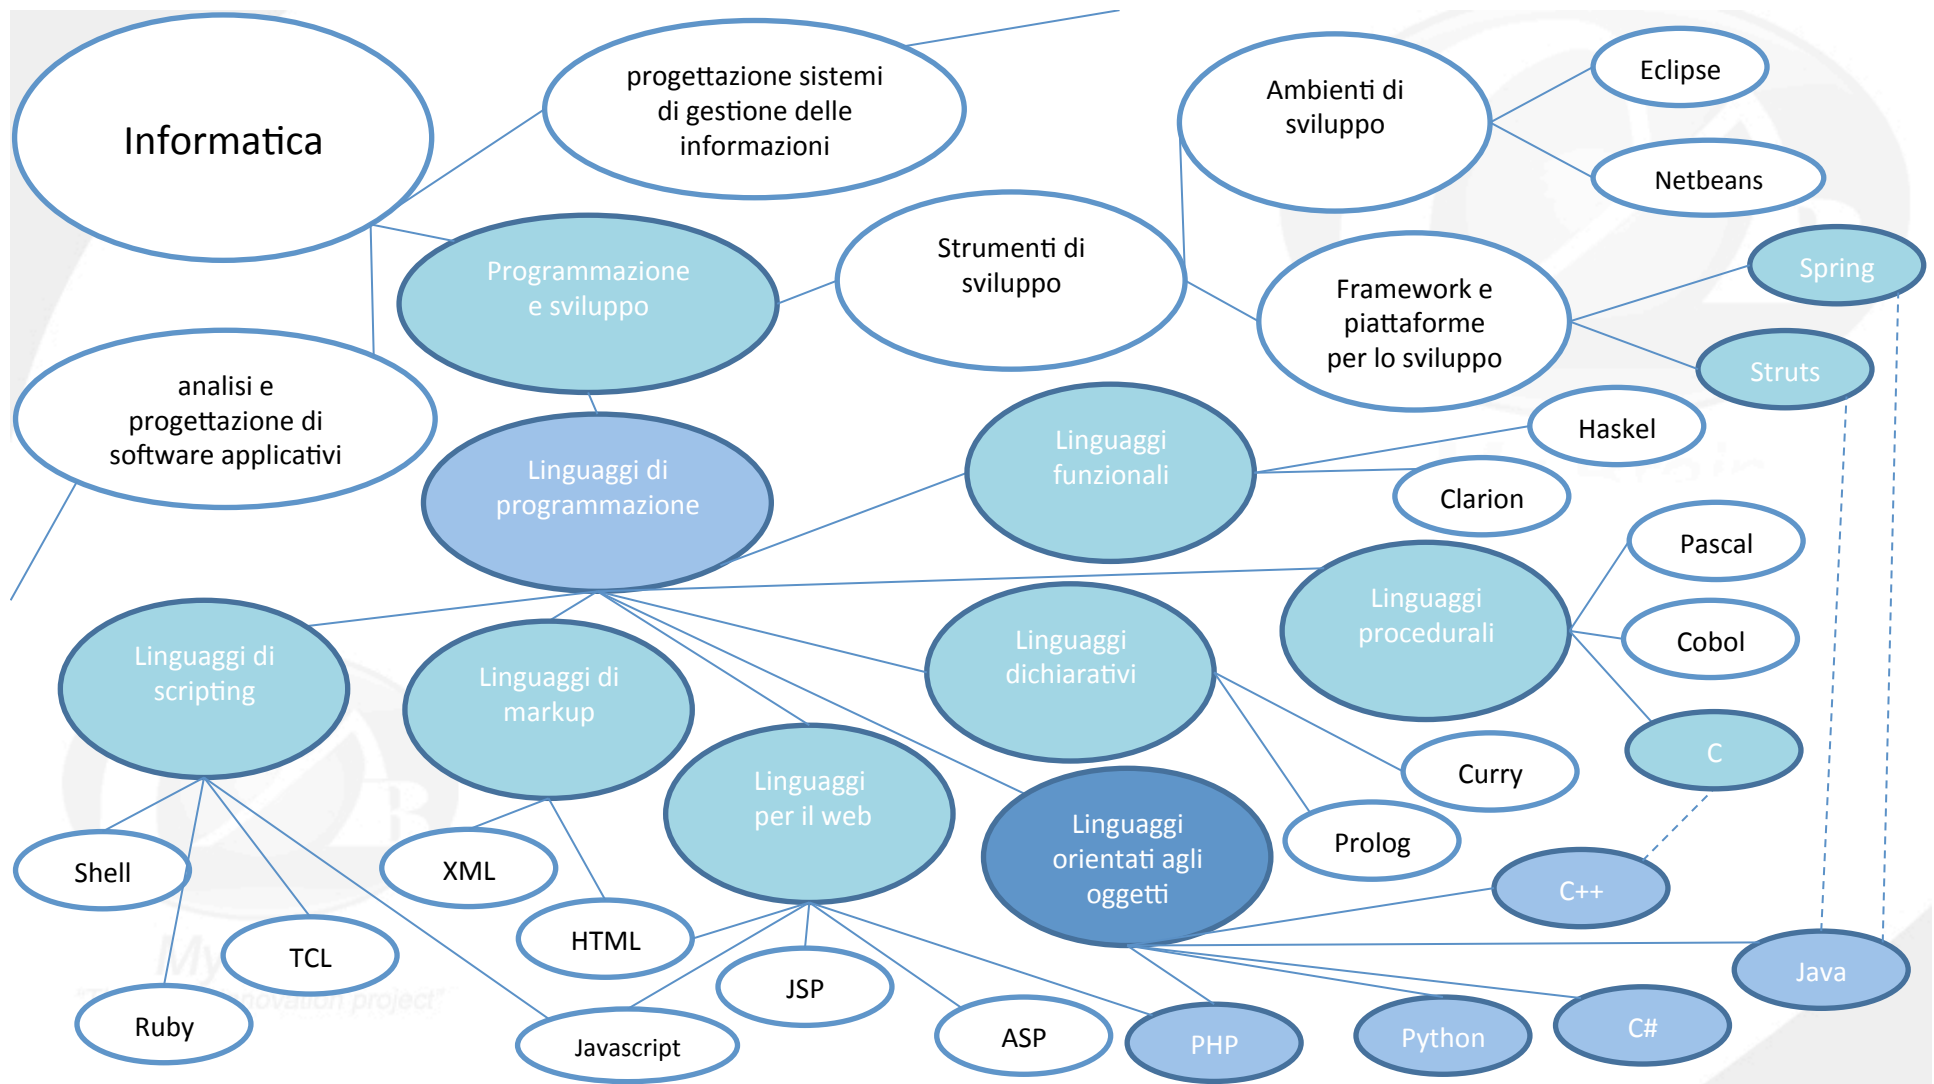 Informatica
progettazione sistemi
di gestione delle
informazioni
Ambienti di
sviluppo
Eclipse
Netbeans
Programmazione
e sviluppo
Strumenti di
sviluppo
Framework e
piattaforme
per lo sviluppo
Spring
Struts
analisi e
progettazione di
software applicativi
Linguaggi di
programmazione
Linguaggi
funzionali
Haskel
Clarion
Pascal
Linguaggi
procedurali
Cobol
C
Linguaggi di
scripting
Linguaggi di
markup
Linguaggi
per il web
Linguaggi
dichiarativi
Linguaggi
orientati agli
oggetti
Curry
Prolog
C++
Java
Shell
XML
HTML
TCL
Ruby
Javascript
JSP
ASP
PHP
Python
C#
My
novation project"